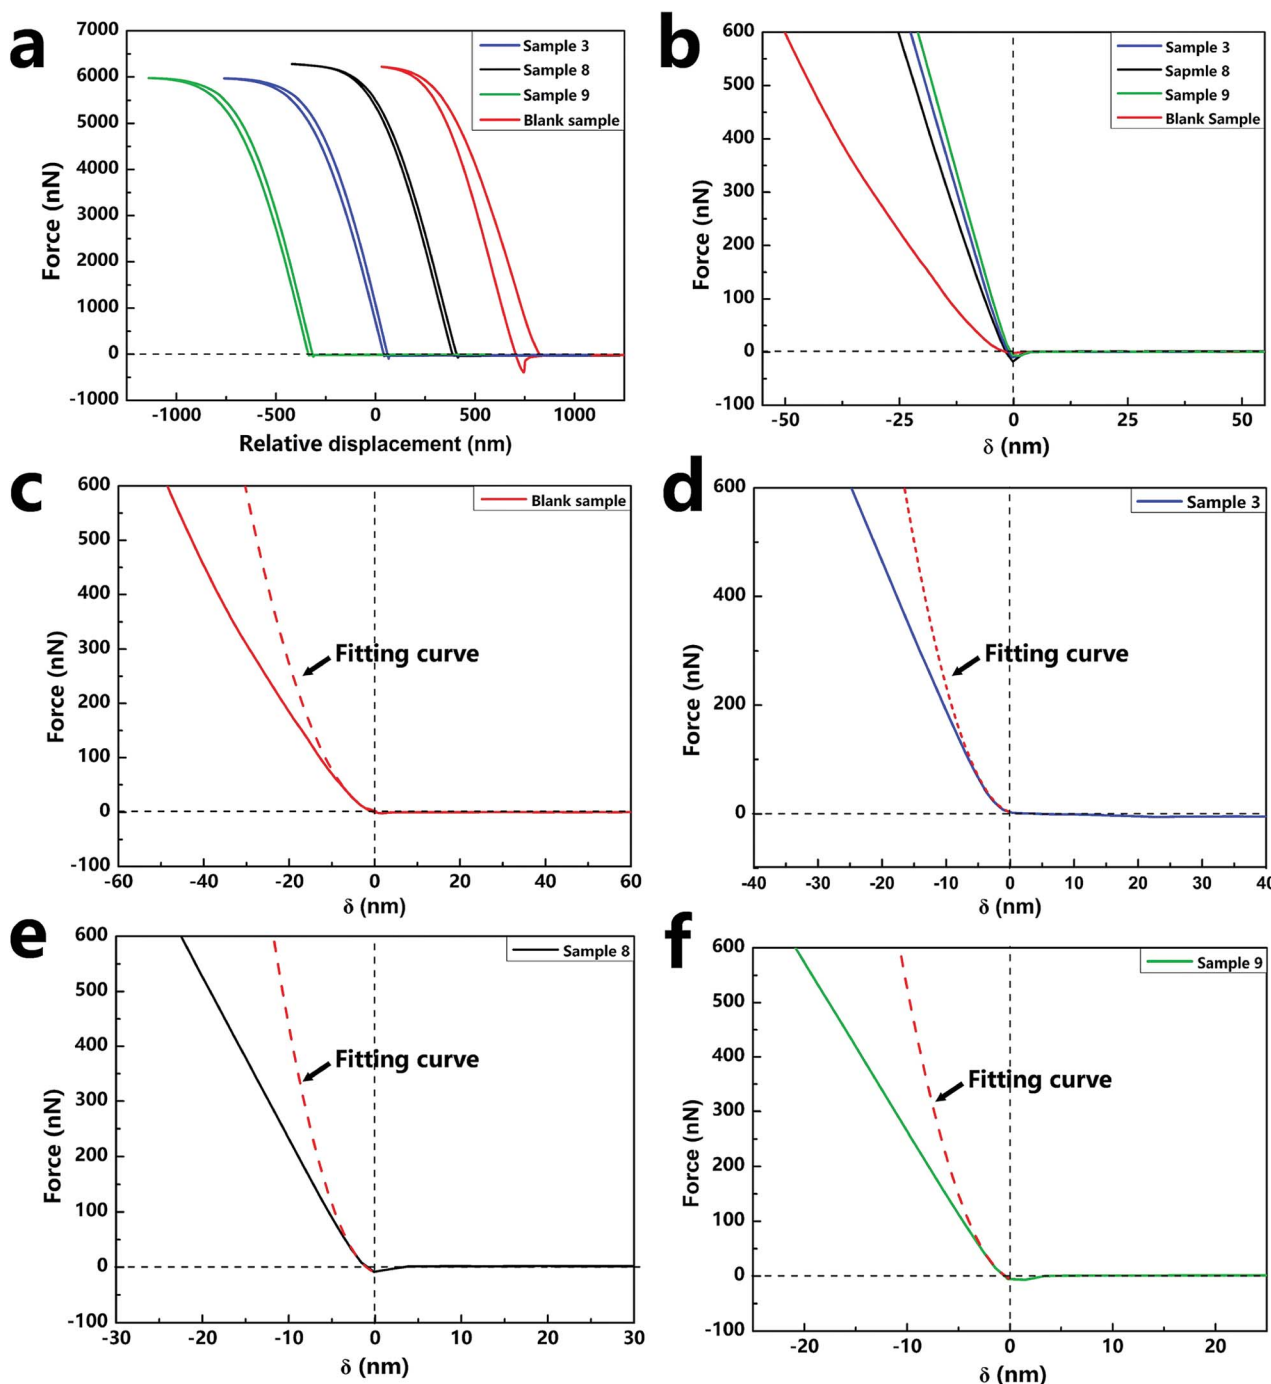 a
7000
6000
5000
4000
3000
2000
1000
0
-1000
Force (nN)
Sample 3
Sample 8
Sample 9
Blank sample
-1000
-500
0
500
1000
Relative displacement (nm)
b
600
500
400
300
200
100
0
-100
Force (nN)
Sample 3
Sapmle 8
Sample 9
Blank Sample
-50
-25
0
25
50
δ (nm)
c
600
500
400
300
200
100
0
-100
Force (nN)
Blank sample
Fitting curve
-60
-40
-20
0
20
40
60
δ (nm)
d
600
400
200
0
Force (nN)
Sample 3
Fitting curve
-40
-40
-20
-10
0
10
20
30
40
δ (nm)
e
600
500
400
300
200
100
0
-100
Force (nN)
Sample 8
Fitting curve
-30
-20
-10
0
10
20
30
δ (nm)
f
600
500
400
300
200
100
0
-100
Force (nN)
Sample 9
Fitting curve
-20
-10
0
10
20
δ (nm)